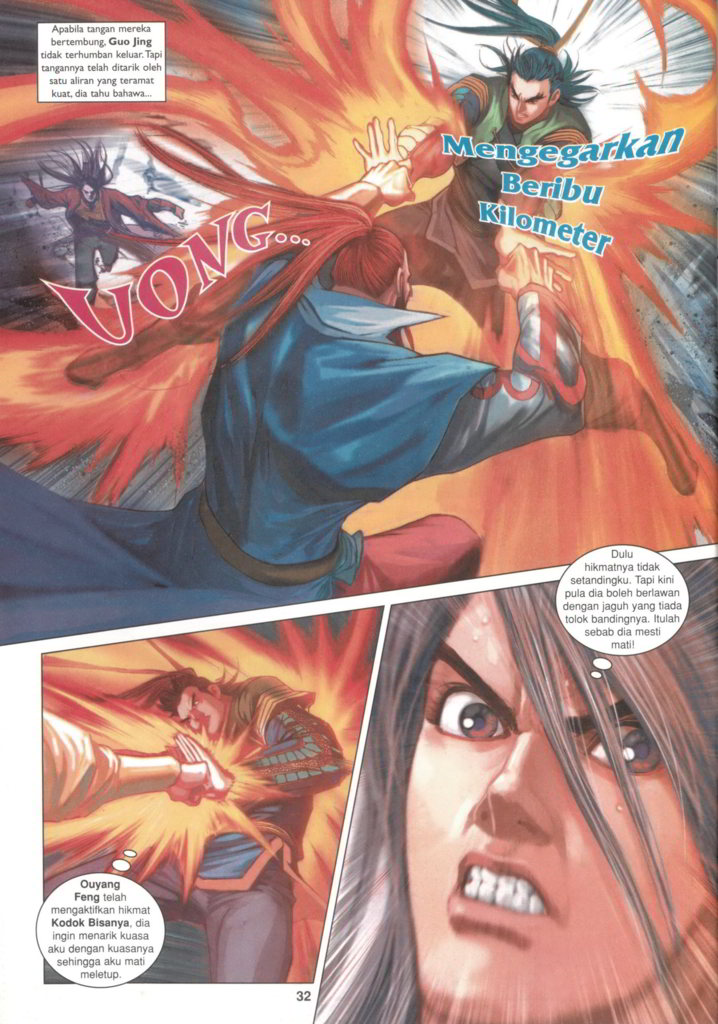 Apabila tangan mereka
bertembung, Guo Jing
tidak terhumban keluar. Tapi
tangannya telah ditarik oleh
satu aliran yang teramat
kuat, dia tahu bahawa...
Mengegarkan
Beribu
Kilometer
UONG...
Dulu
hikmatnya tidak
setandingku. Tapi kini
pula dia boleh berlawan
dengan jaguh yang tiada
tolok bandingnya. Itulah
sebab dia mesti
mati!
Ouyang
Feng telah
mengaktifkan hikmat
Kodok Bisanya, dia
ingin menarik kuasa
aku dengan kuasanya
sehingga aku mati
meletup.
32